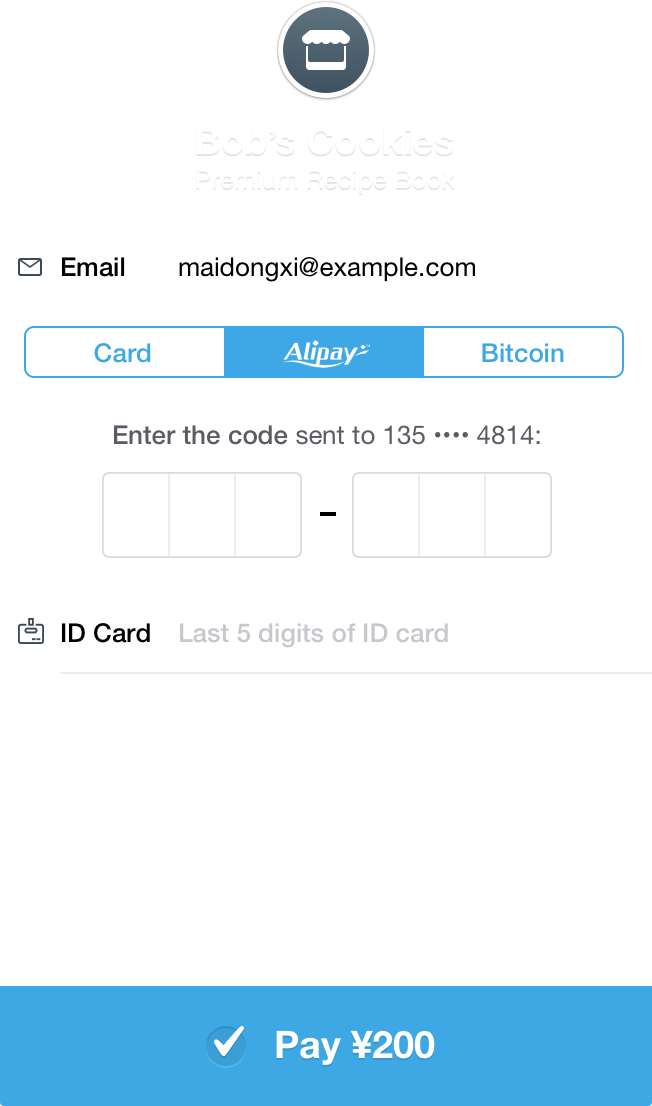 Bob's Cookies
Premium Recipe Book
Email maidongxi@example.com
Card Alipay™ Bitcoin
Enter the code sent to 135 •••• 4814:
–
ID Card Last 5 digits of ID card
Pay ¥200